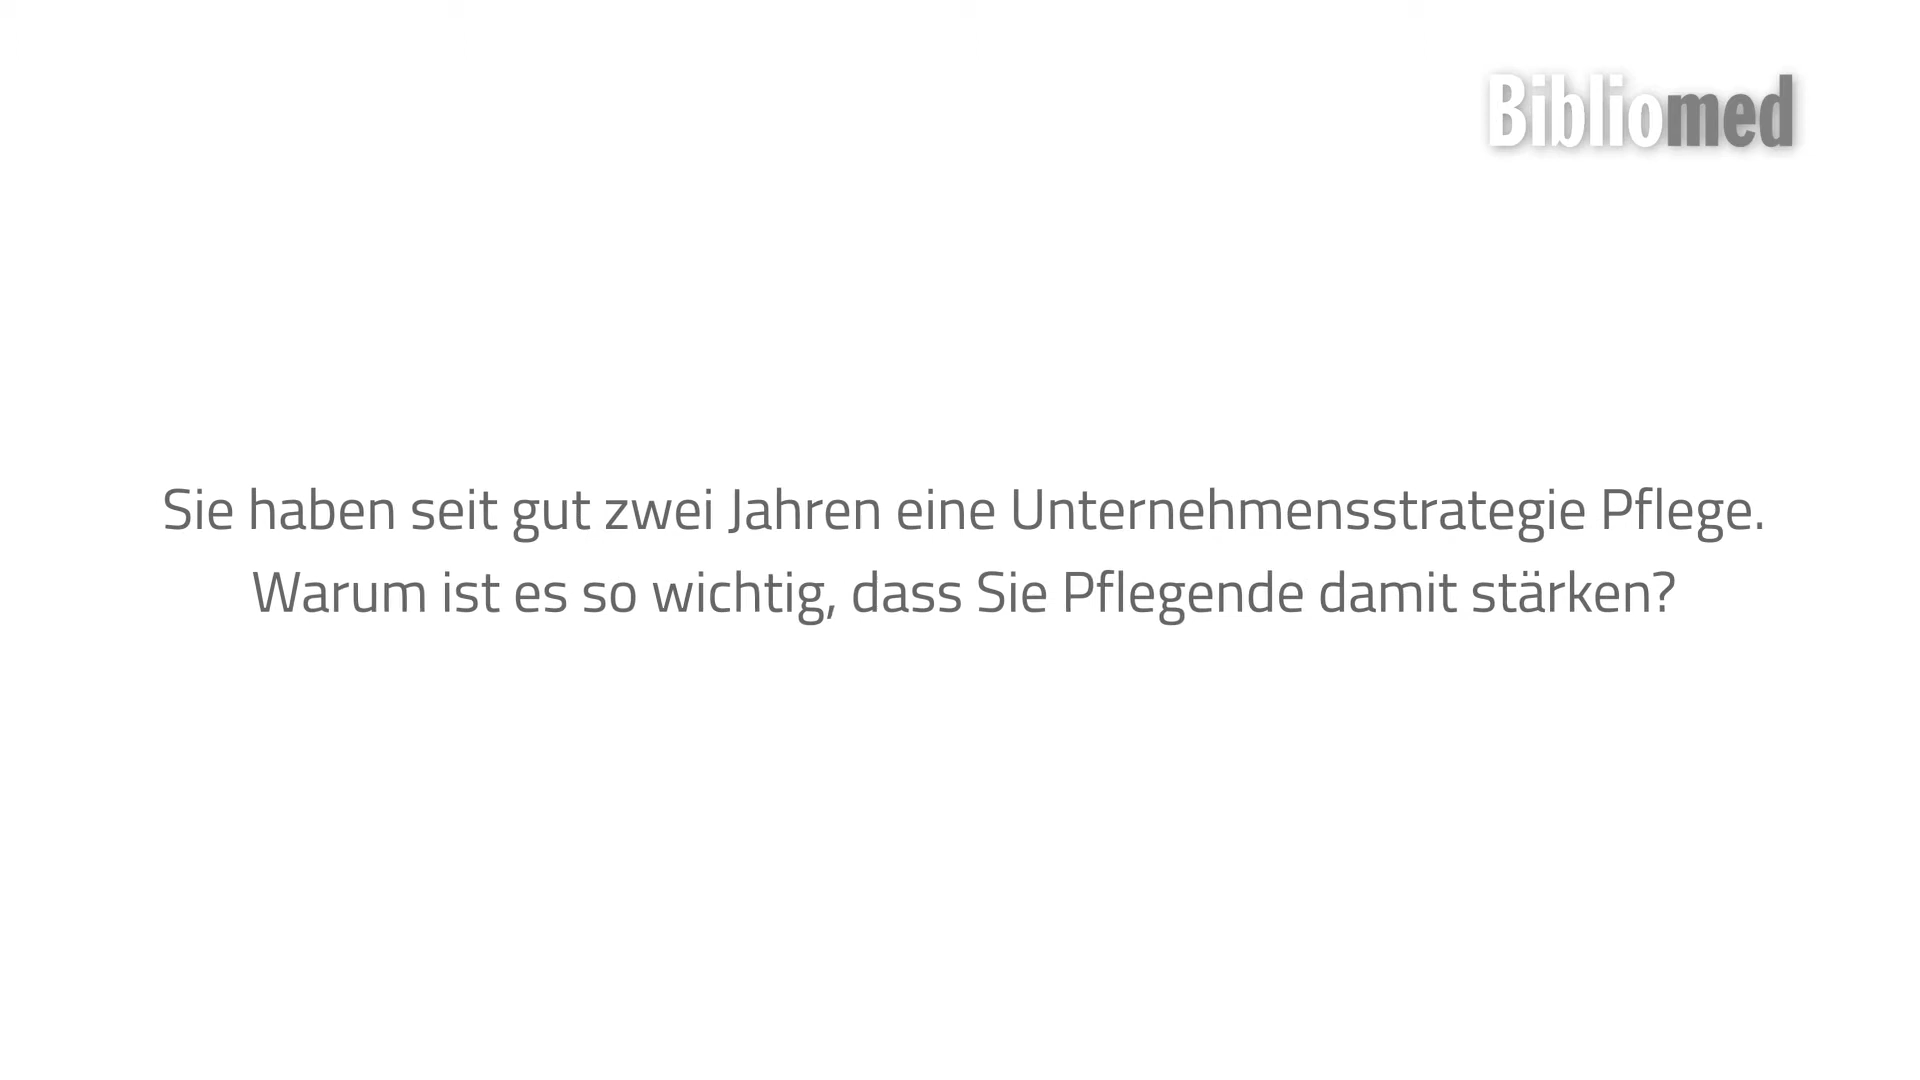 Bibliomed
Sie haben seit gut zwei Jahren eine Unternehmensstrategie Pflege.
Warum ist es so wichtig, dass Sie Pflegende damit stärken?